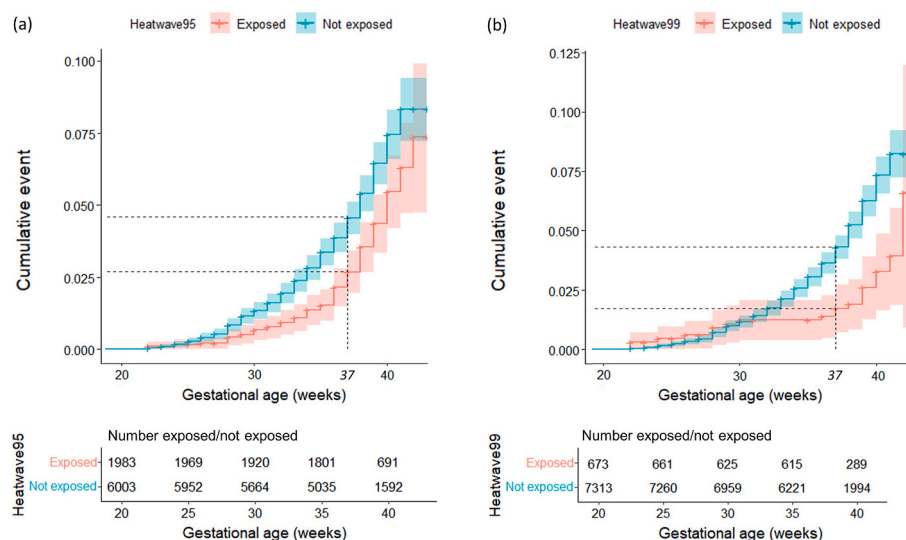 (a) Heatwave95 Exposed Not exposed
Cumulative event
0.100
0.075
0.050
0.025
0.000
20 30 37 40
Gestational age (weeks)
Number exposed/not exposed
Heatwave95
Exposed 1983 1969 1920 1801 691
Not exposed 6003 5952 5664 5035 1592
20 25 30 35 40
Gestational age (weeks)
(b) Heatwave99 Exposed Not exposed
Cumulative event
0.125
0.100
0.075
0.050
0.025
0.000
20 30 37 40
Gestational age (weeks)
Number exposed/not exposed
Heatwave99
Exposed 673 661 625 615 289
Not exposed 7313 7260 6959 6221 1994
20 25 30 35 40
Gestational age (weeks)